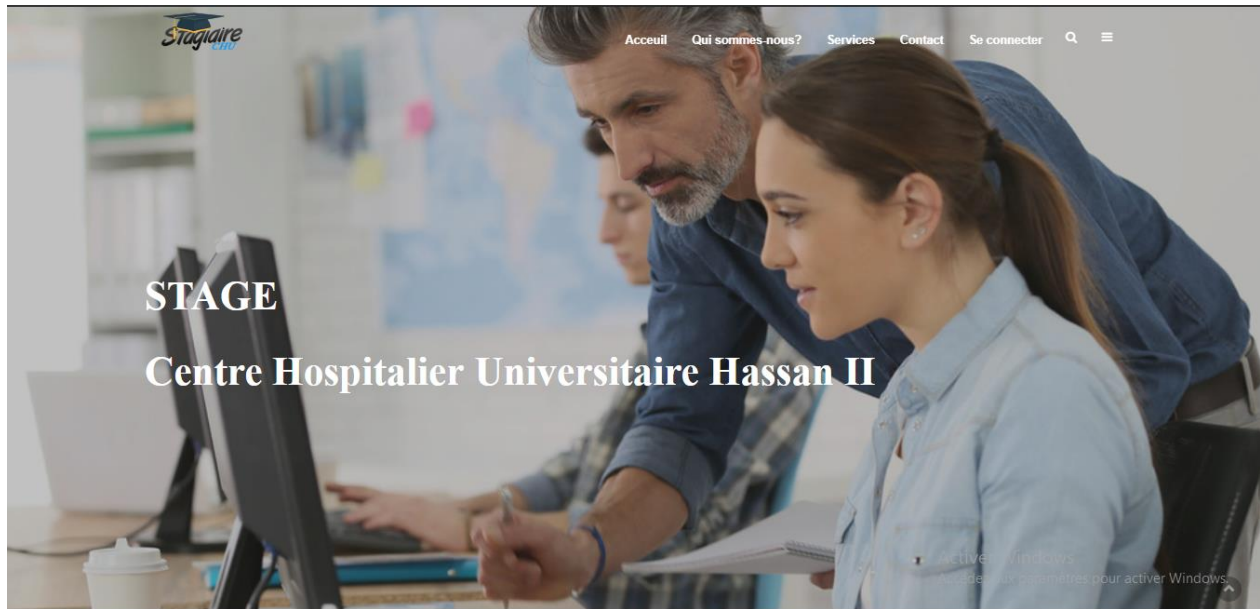 Stagiaire
CHU
Acceuil Qui sommes-nous? Services Contact Se connecter
STAGE
Centre Hospitalier Universitaire Hassan II
Activer Windows
Accédez aux paramètres pour activer Windows.